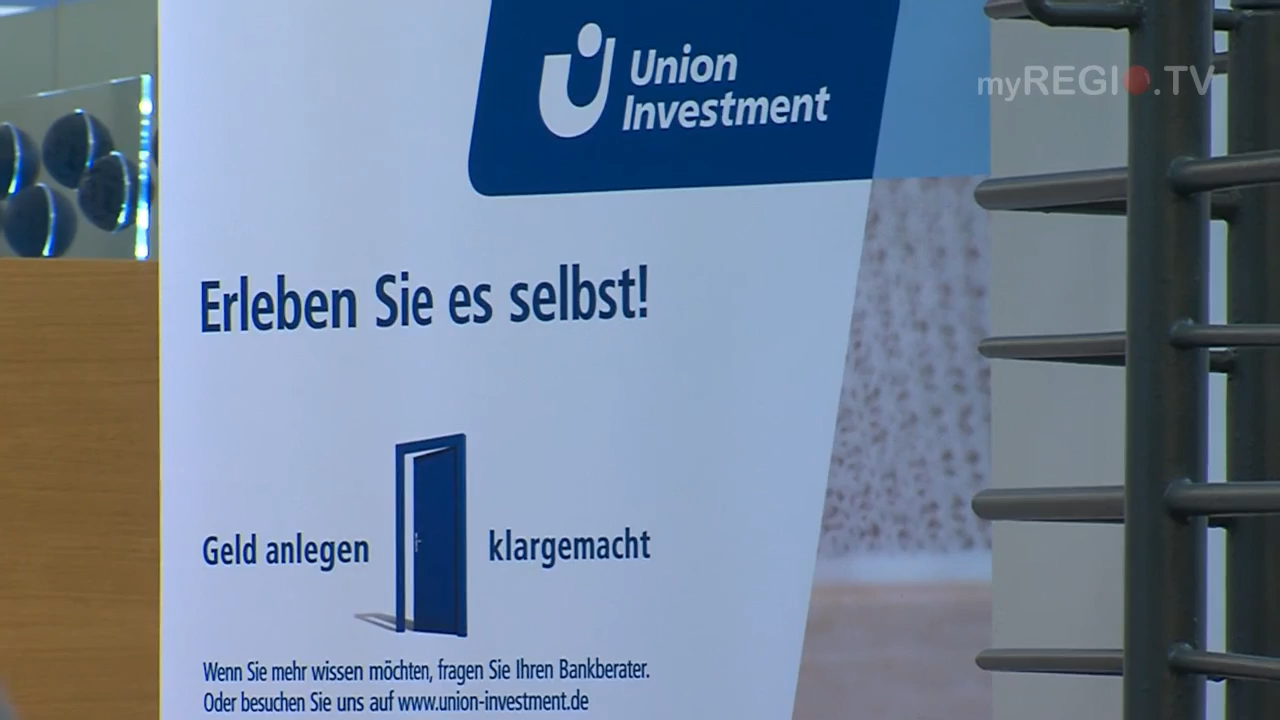 Union
Investment
myREGIO.TV
Erleben Sie es selbst!
Geld anlegen klargemacht
Wenn Sie mehr wissen möchten, fragen Sie Ihren Bankberater.
Oder besuchen Sie uns auf www.union-investment.de